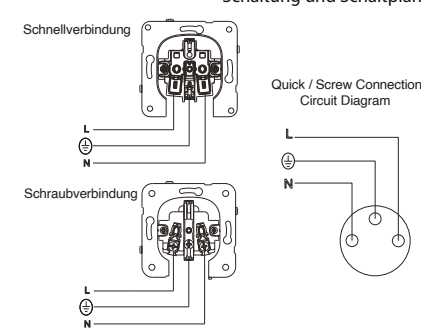 Schaltung und Schaltplan
Schnellverbindung
L
N
Quick / Screw Connection
Circuit Diagram
L
N
Schraubverbindung
L
N